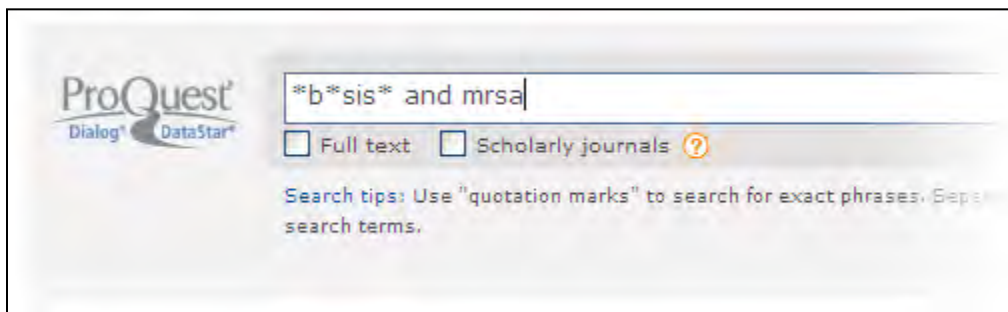 ProQuest
Dialog® DataStar®
*b*sis* and mrsa
Full text Scholarly journals ?
Search tips: Use "quotation marks" to search for exact phrases.
search terms.